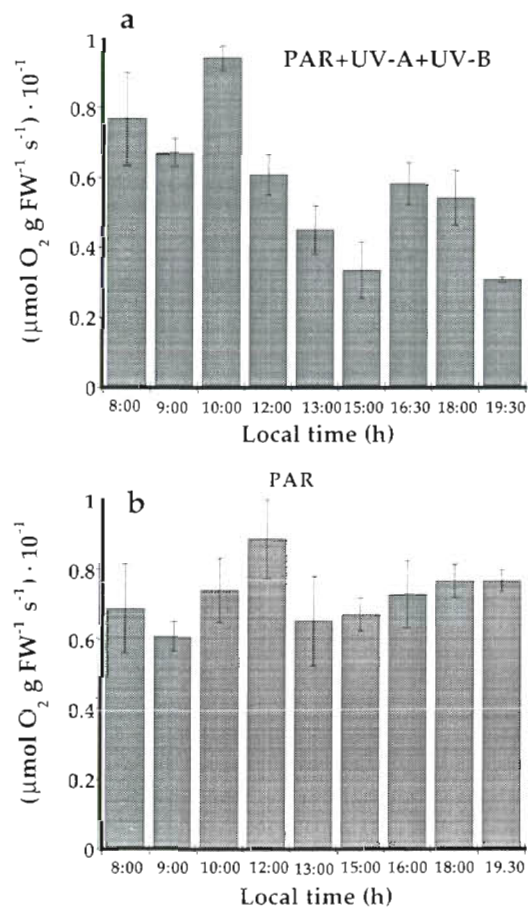 a
PAR+UV-A+UV-B
(µmol O₂ g FW⁻¹ s⁻¹) · 10⁻¹
1
0.8
0.6
0.4
0.2
0
8:00 9:00 10:00 12:00 13:00 15:00 16:30 18:00 19:30
Local time (h)
PAR
b
(µmol O₂ g FW⁻¹ s⁻¹) · 10⁻¹
1
0.8
0.6
0.4
0.2
0
8:00 9:00 10:00 12:00 13:00 15:00 16:00 18:00 19.30
Local time (h)